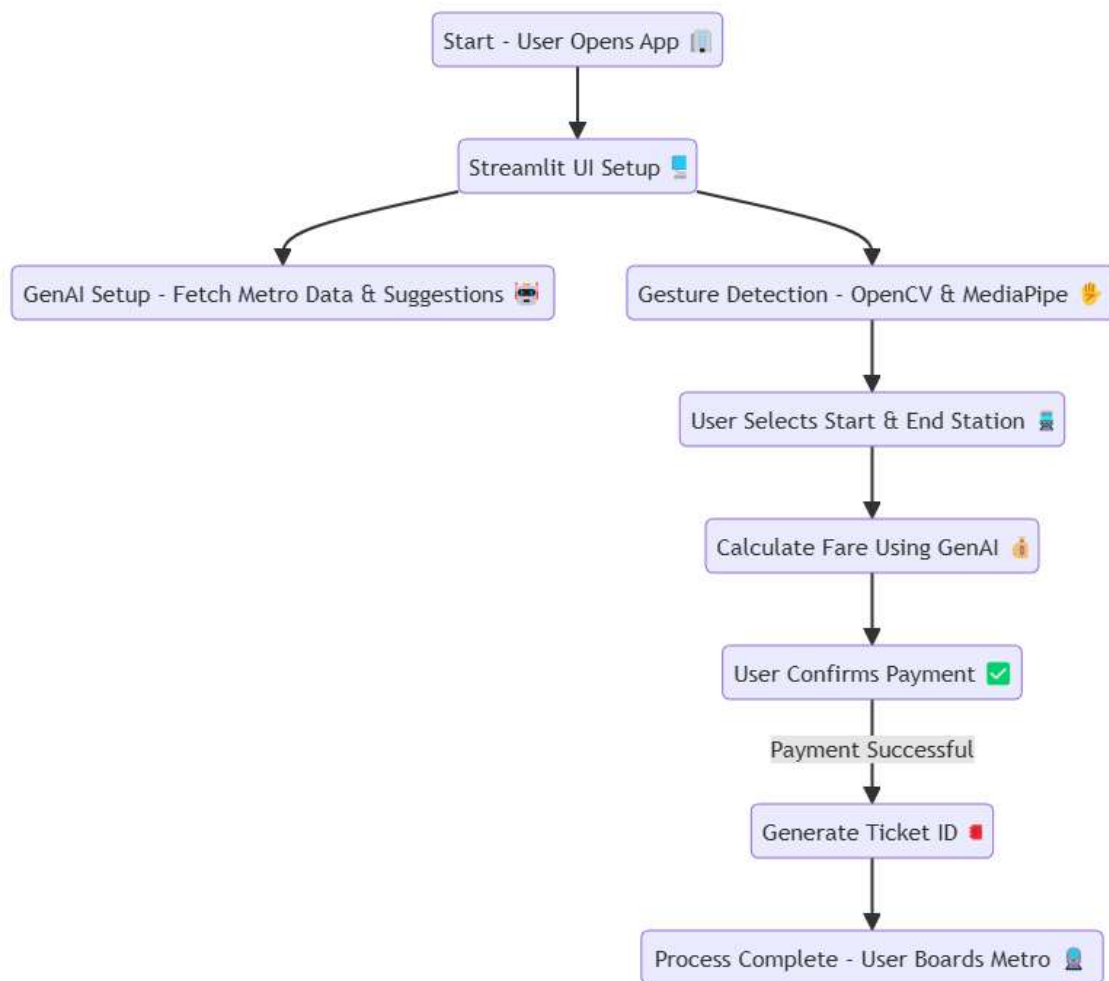 Start - User Opens App
Streamlit UI Setup
GenAI Setup - Fetch Metro Data & Suggestions
Gesture Detection - OpenCV & MediaPipe
User Selects Start & End Station
Calculate Fare Using GenAI
User Confirms Payment
Payment Successful
Generate Ticket ID
Process Complete - User Boards Metro